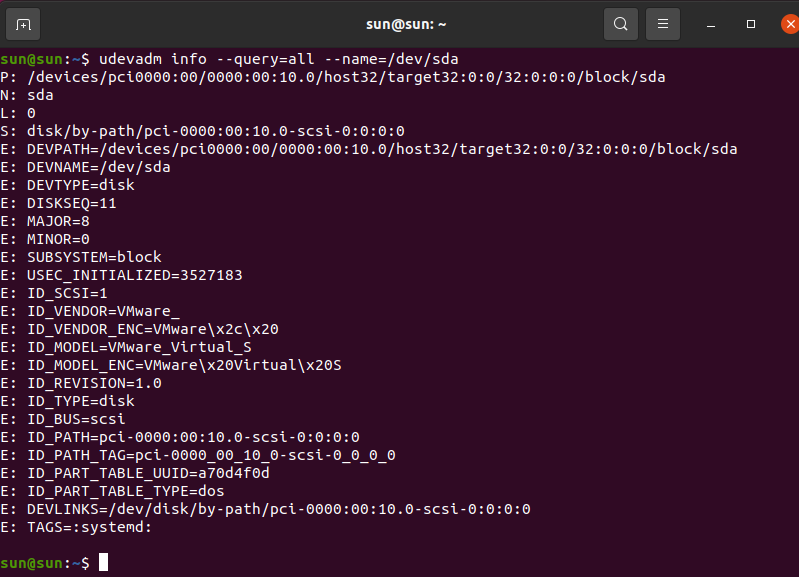 sun@sun: ~
sun@sun:~$ udevadm info --query=all --name=/dev/sda
P: /devices/pci0000:00/0000:00:10.0/host32/target32:0:0/32:0:0:0/block/sda
N: sda
L: 0
S: disk/by-path/pci-0000:00:10.0-scsi-0:0:0:0
E: DEVPATH=/devices/pci0000:00/0000:00:10.0/host32/target32:0:0/32:0:0:0/block/sda
E: DEVNAME=/dev/sda
E: DEVTYPE=disk
E: DISKSEQ=11
E: MAJOR=8
E: MINOR=0
E: SUBSYSTEM=block
E: USEC_INITIALIZED=3527183
E: ID_SCSI=1
E: ID_VENDOR=VMware_
E: ID_VENDOR_ENC=VMware\x2c\x20
E: ID_MODEL=VMware_Virtual_S
E: ID_MODEL_ENC=VMware\x20Virtual\x20S
E: ID_REVISION=1.0
E: ID_TYPE=disk
E: ID_BUS=scsi
E: ID_PATH=pci-0000:00:10.0-scsi-0:0:0:0
E: ID_PATH_TAG=pci-0000_00_10_0-scsi-0_0_0_0
E: ID_PART_TABLE_UUID=a70d4f0d
E: ID_PART_TABLE_TYPE=dos
E: DEVLINKS=/dev/disk/by-path/pci-0000:00:10.0-scsi-0:0:0:0
E: TAGS=:systemd:
sun@sun:~$